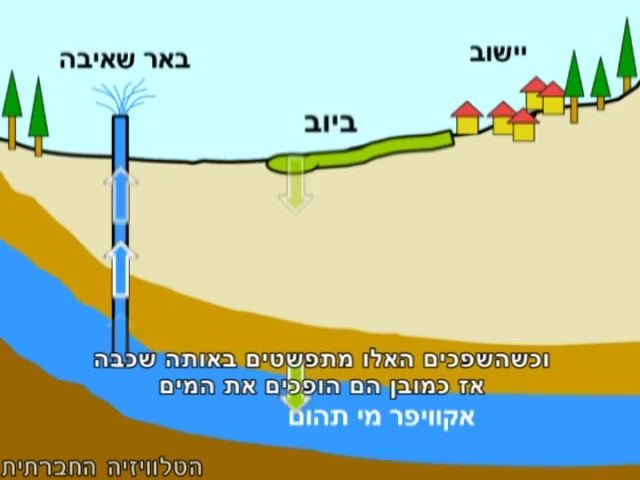 יישוב
באר שאיבה
ביוב
וכשהשפכים האלו מתפשטים באותה שכבה
אז כמובן הם הופכים את המים
אקוויפר מי תהום
הטלוויזיה החברתית